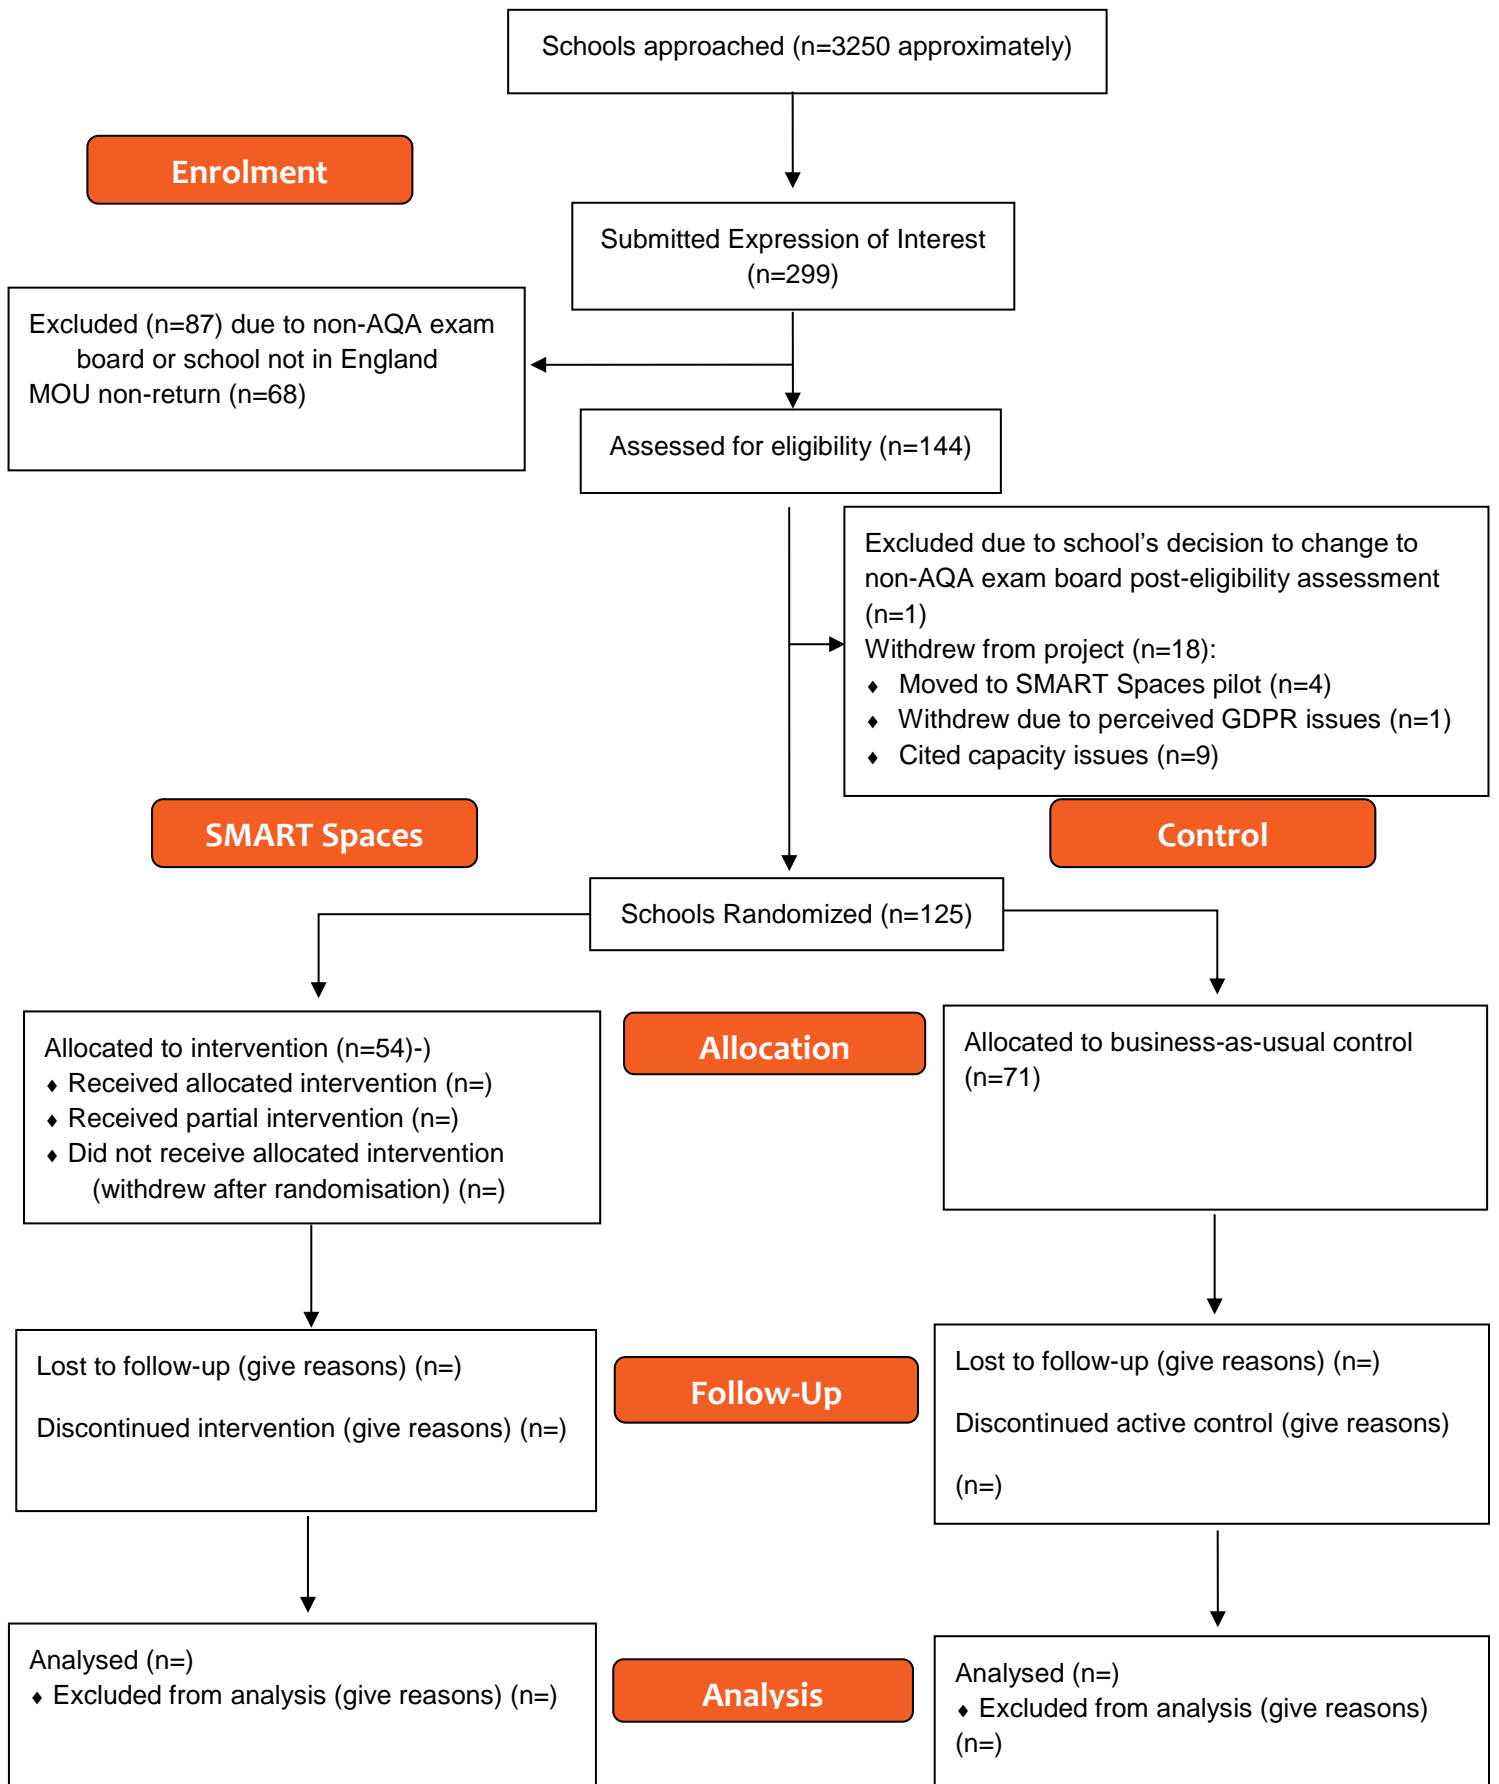 Schools approached (n=3250 approximately)
Enrolment
Submitted Expression of Interest
(n=299)
Excluded (n=87) due to non-AQA exam
board or school not in England
MOU non-return (n=68)
Assessed for eligibility (n=144)
Excluded due to school’s decision to change to
non-AQA exam board post-eligibility assessment
(n=1)
Withdrew from project (n=18):
♦ Moved to SMART Spaces pilot (n=4)
♦ Withdrew due to perceived GDPR issues (n=1)
♦ Cited capacity issues (n=9)
SMART Spaces
Control
Schools Randomized (n=125)
Allocated to intervention (n=54)-)
♦ Received allocated intervention (n=)
♦ Received partial intervention (n=)
♦ Did not receive allocated intervention
(withdrew after randomisation) (n=)
Allocation
Allocated to business-as-usual control
(n=71)
Lost to follow-up (give reasons) (n=)
Discontinued intervention (give reasons) (n=)
Follow-Up
Lost to follow-up (give reasons) (n=)
Discontinued active control (give reasons)
(n=)
Analysed (n=)
♦ Excluded from analysis (give reasons) (n=)
Analysis
Analysed (n=)
♦ Excluded from analysis (give reasons)
(n=)